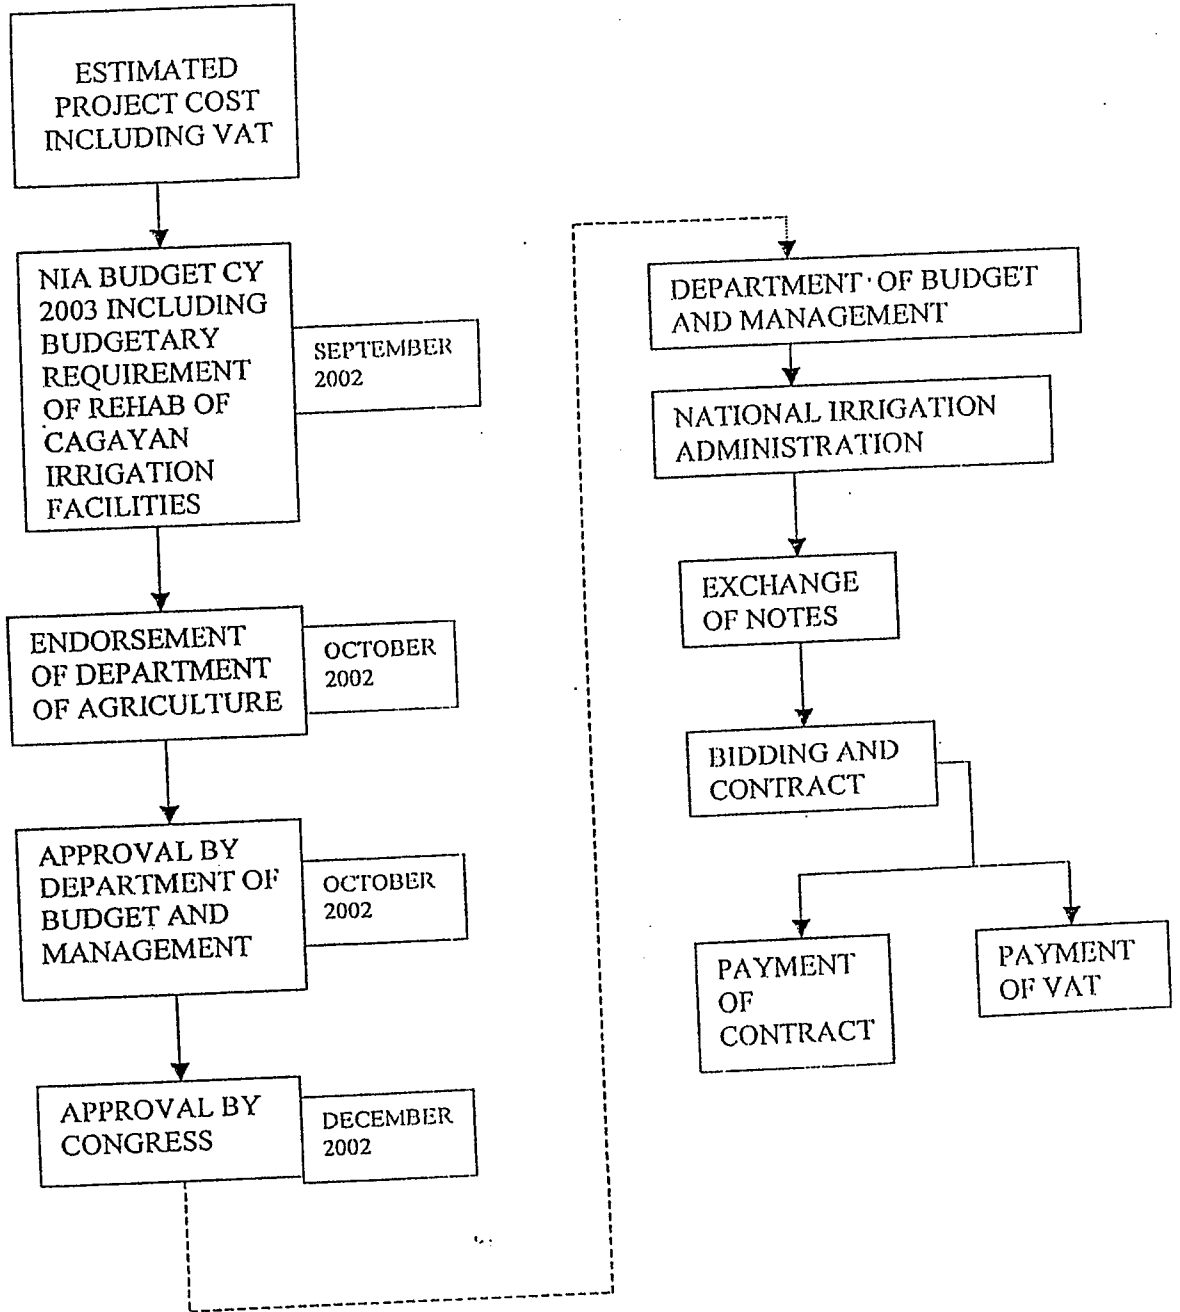 ESTIMATED
PROJECT COST
INCLUDING VAT
NIA BUDGET CY
2003 INCLUDING
BUDGETARY
REQUIREMENT
OF REHAB OF
CAGAYAN
IRRIGATION
FACILITIES
SEPTEMBER
2002
ENDORSEMENT
OF DEPARTMENT
OF AGRICULTURE
OCTOBER
2002
APPROVAL BY
DEPARTMENT OF
BUDGET AND
MANAGEMENT
OCTOBER
2002
APPROVAL BY
CONGRESS
DECEMBER
2002
DEPARTMENT OF BUDGET
AND MANAGEMENT
NATIONAL IRRIGATION
ADMINISTRATION
EXCHANGE
OF NOTES
BIDDING AND
CONTRACT
PAYMENT
OF
CONTRACT
PAYMENT
OF VAT